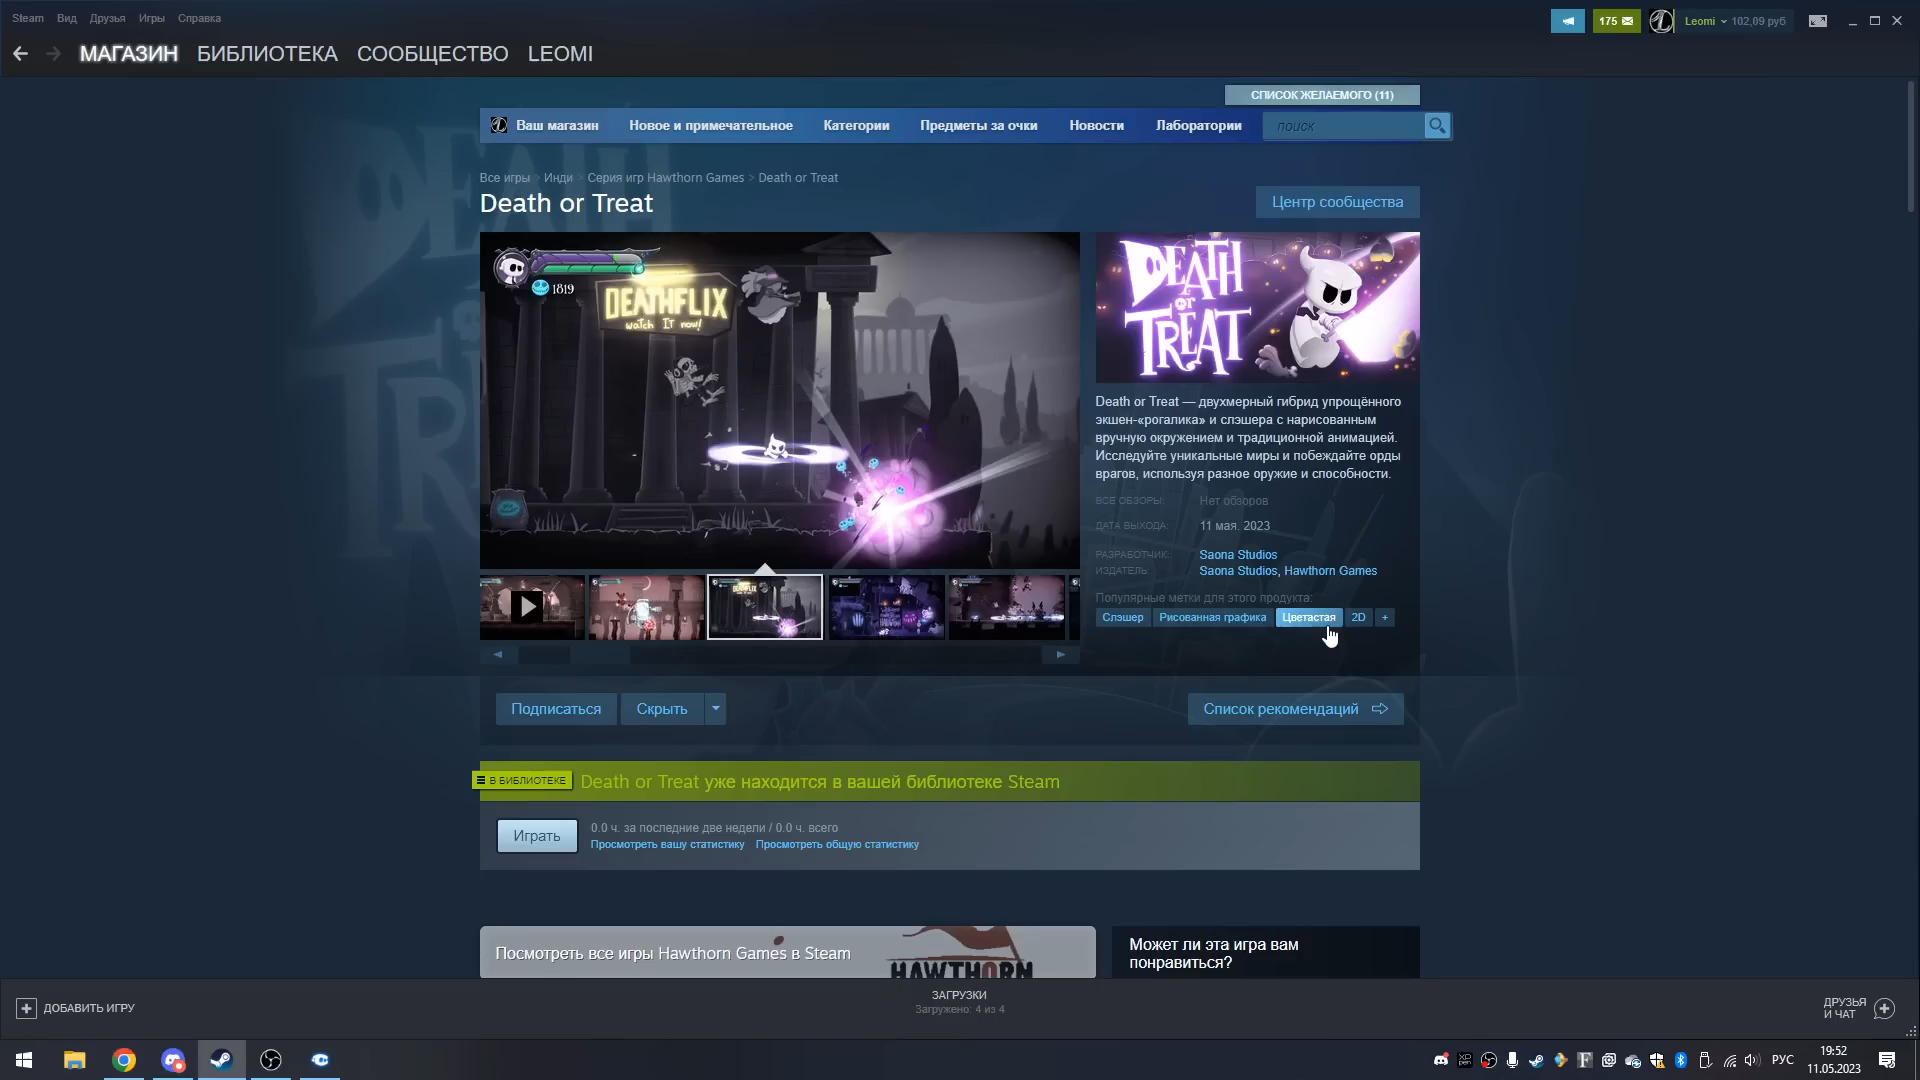 Steam Вид Друзья Игры Справка
175
Leomi 102,09 руб
МАГАЗИН БИБЛИОТЕКА СООБЩЕСТВО LEOMI
СПИСОК ЖЕЛАЕМОГО (11)
Ваш магазин Новое и примечательное Категории Предметы за очки Новости Лаборатории поиск
Все игры > Инди > Серия игр Hawthorn Games > Death or Treat
Death or Treat
Центр сообщества
1819
DEATHFLIX
watch IT now!
DEATH
or
TREAT
Death or Treat — двухмерный гибрид упрощённого
экшен-«рогалика» и слэшера с нарисованным
вручную окружением и традиционной анимацией.
Исследуйте уникальные миры и побеждайте орды
врагов, используя разное оружие и способности.
ВСЕ ОБЗОРЫ: Нет обзоров
ДАТА ВЫХОДА: 11 мая. 2023
РАЗРАБОТЧИК: Saona Studios
ИЗДАТЕЛЬ: Saona Studios, Hawthorn Games
Популярные метки для этого продукта:
Слэшер Рисованная графика Цветастая 2D +
Подписаться Скрыть
Список рекомендаций
В БИБЛИОТЕКЕ Death or Treat уже находится в вашей библиотеке Steam
Играть
0.0 ч. за последние две недели / 0.0 ч. всего
Просмотреть вашу статистику Просмотреть общую статистику
Посмотреть все игры Hawthorn Games в Steam
HAWTHORN
Может ли эта игра вам
понравиться?
ДОБАВИТЬ ИГРУ
ЗАГРУЗКИ
Загружено: 4 из 4
ДРУЗЬЯ
И ЧАТ
РУС
19:52
11.05.2023